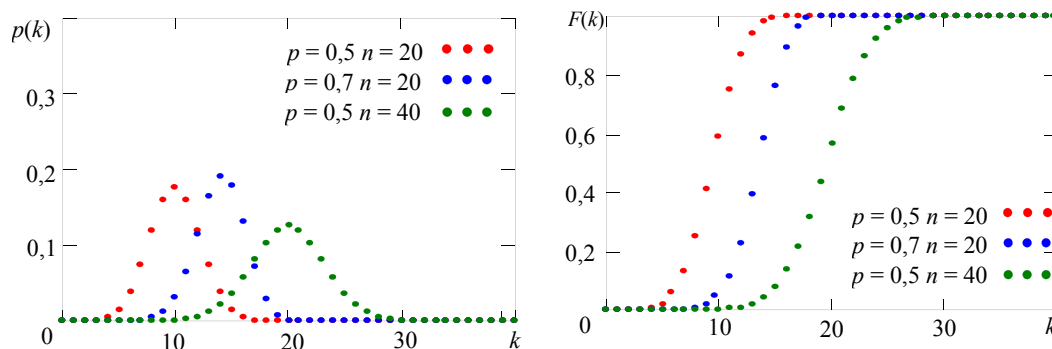 p(k)
p = 0,5 n = 20
p = 0,7 n = 20
p = 0,5 n = 40
0,3
0,2
0,1
0
10
20
30
k
F(k)
0,8
0,6
0,4
0,2
p = 0,5 n = 20
p = 0,7 n = 20
p = 0,5 n = 40
0
10
20
30
k